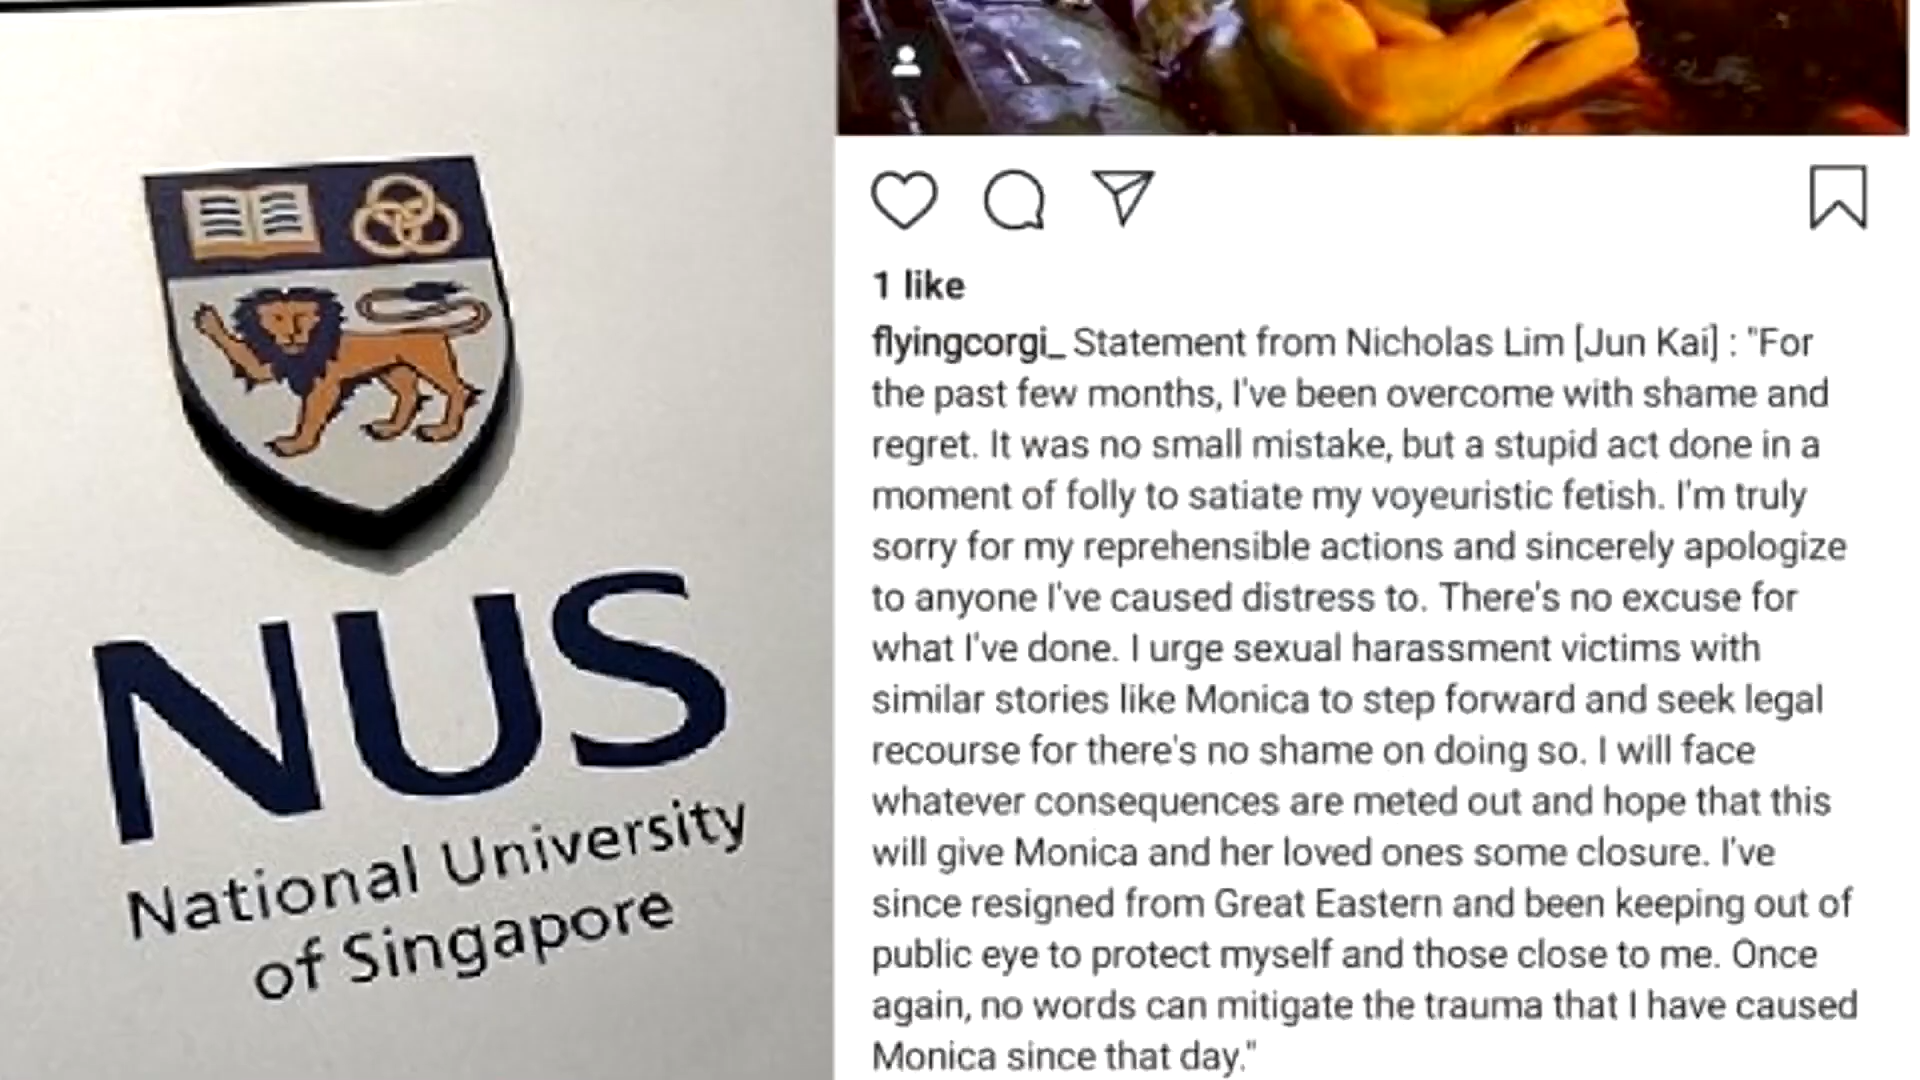 NUS
National University
of Singapore
1 like
flyingcorgi_ Statement from Nicholas Lim [Jun Kai] : "For
the past few months, I've been overcome with shame and
regret. It was no small mistake, but a stupid act done in a
moment of folly to satiate my voyeuristic fetish. I'm truly
sorry for my reprehensible actions and sincerely apologize
to anyone I've caused distress to. There's no excuse for
what I've done. I urge sexual harassment victims with
similar stories like Monica to step forward and seek legal
recourse for there's no shame on doing so. I will face
whatever consequences are meted out and hope that this
will give Monica and her loved ones some closure. I've
since resigned from Great Eastern and been keeping out of
public eye to protect myself and those close to me. Once
again, no words can mitigate the trauma that I have caused
Monica since that day."